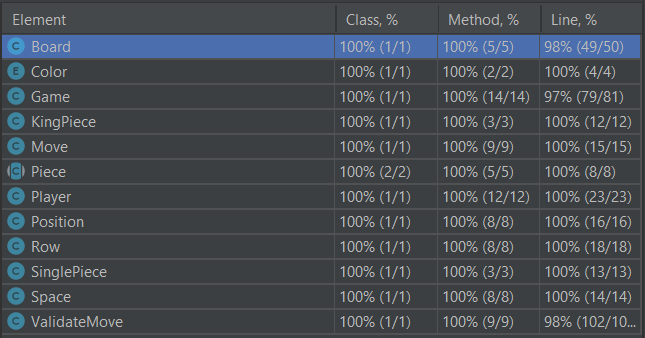 Element Class, % Method, % Line, %
C Board 100% (1/1) 100% (5/5) 98% (49/50)
E Color 100% (1/1) 100% (2/2) 100% (4/4)
C Game 100% (1/1) 100% (14/14) 97% (79/81)
C KingPiece 100% (1/1) 100% (3/3) 100% (12/12)
C Move 100% (1/1) 100% (9/9) 100% (15/15)
C Piece 100% (2/2) 100% (5/5) 100% (8/8)
C Player 100% (1/1) 100% (12/12) 100% (23/23)
C Position 100% (1/1) 100% (8/8) 100% (16/16)
C Row 100% (1/1) 100% (8/8) 100% (18/18)
C SinglePiece 100% (1/1) 100% (3/3) 100% (13/13)
C Space 100% (1/1) 100% (8/8) 100% (14/14)
C ValidateMove 100% (1/1) 100% (9/9) 98% (102/10...